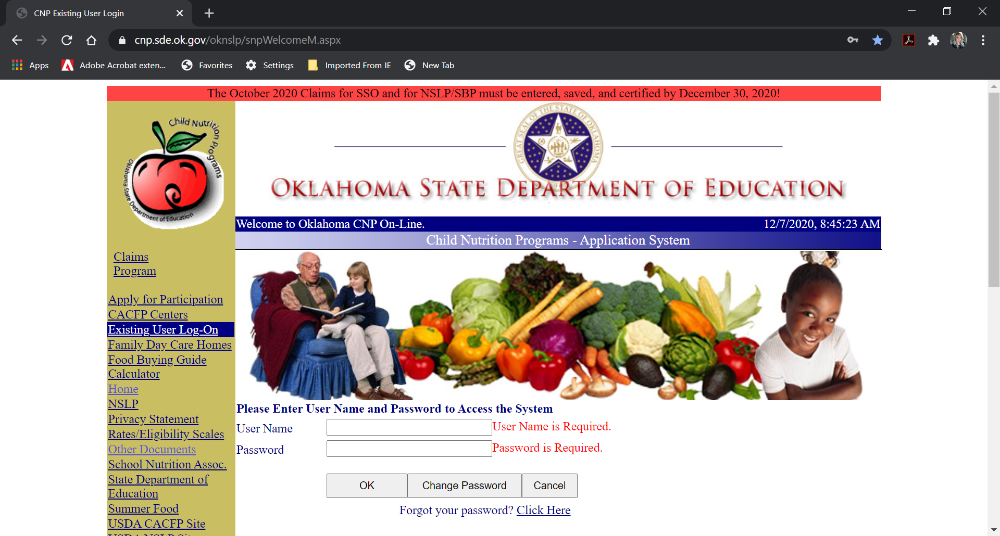 CNP Existing User Login
cnp.sde.ok.gov/oknslp/snpWelcomeM.aspx
Apps
Adobe Acrobat exten...
Favorites
Settings
Imported From IE
New Tab
The October 2020 Claims for SSO and for NSLP/SBP must be entered, saved, and certified by December 30, 2020!
Child Nutrition Programs
Oklahoma State Department of Education
GREAT SEAL OF THE STATE OF OKLAHOMA
OKLAHOMA STATE DEPARTMENT OF EDUCATION
Welcome to Oklahoma CNP On-Line.
12/7/2020, 8:45:23 AM
Child Nutrition Programs - Application System
Claims
Program
Apply for Participation
CACFP Centers
Existing User Log-On
Family Day Care Homes
Food Buying Guide
Calculator
Home
NSLP
Privacy Statement
Rates/Eligibility Scales
Other Documents
School Nutrition Assoc.
State Department of
Education
Summer Food
USDA CACFP Site
Please Enter User Name and Password to Access the System
User Name
User Name is Required.
Password
Password is Required.
OK
Change Password
Cancel
Forgot your password? Click Here